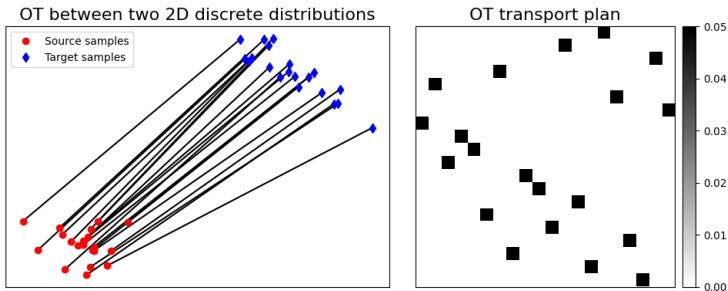 OT between two 2D discrete distributions
Source samples
Target samples
OT transport plan
0.05
0.04
0.03
0.02
0.01
0.00